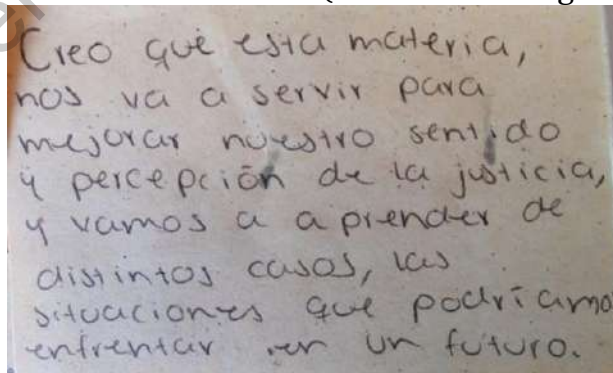 Creo que esta materia,
nos va a servir para
mejorar nuestro sentido
y percepción de la justicia,
y vamos a aprender de
distintos casos, las
situaciones que podríamo
enfrentar en un futuro.